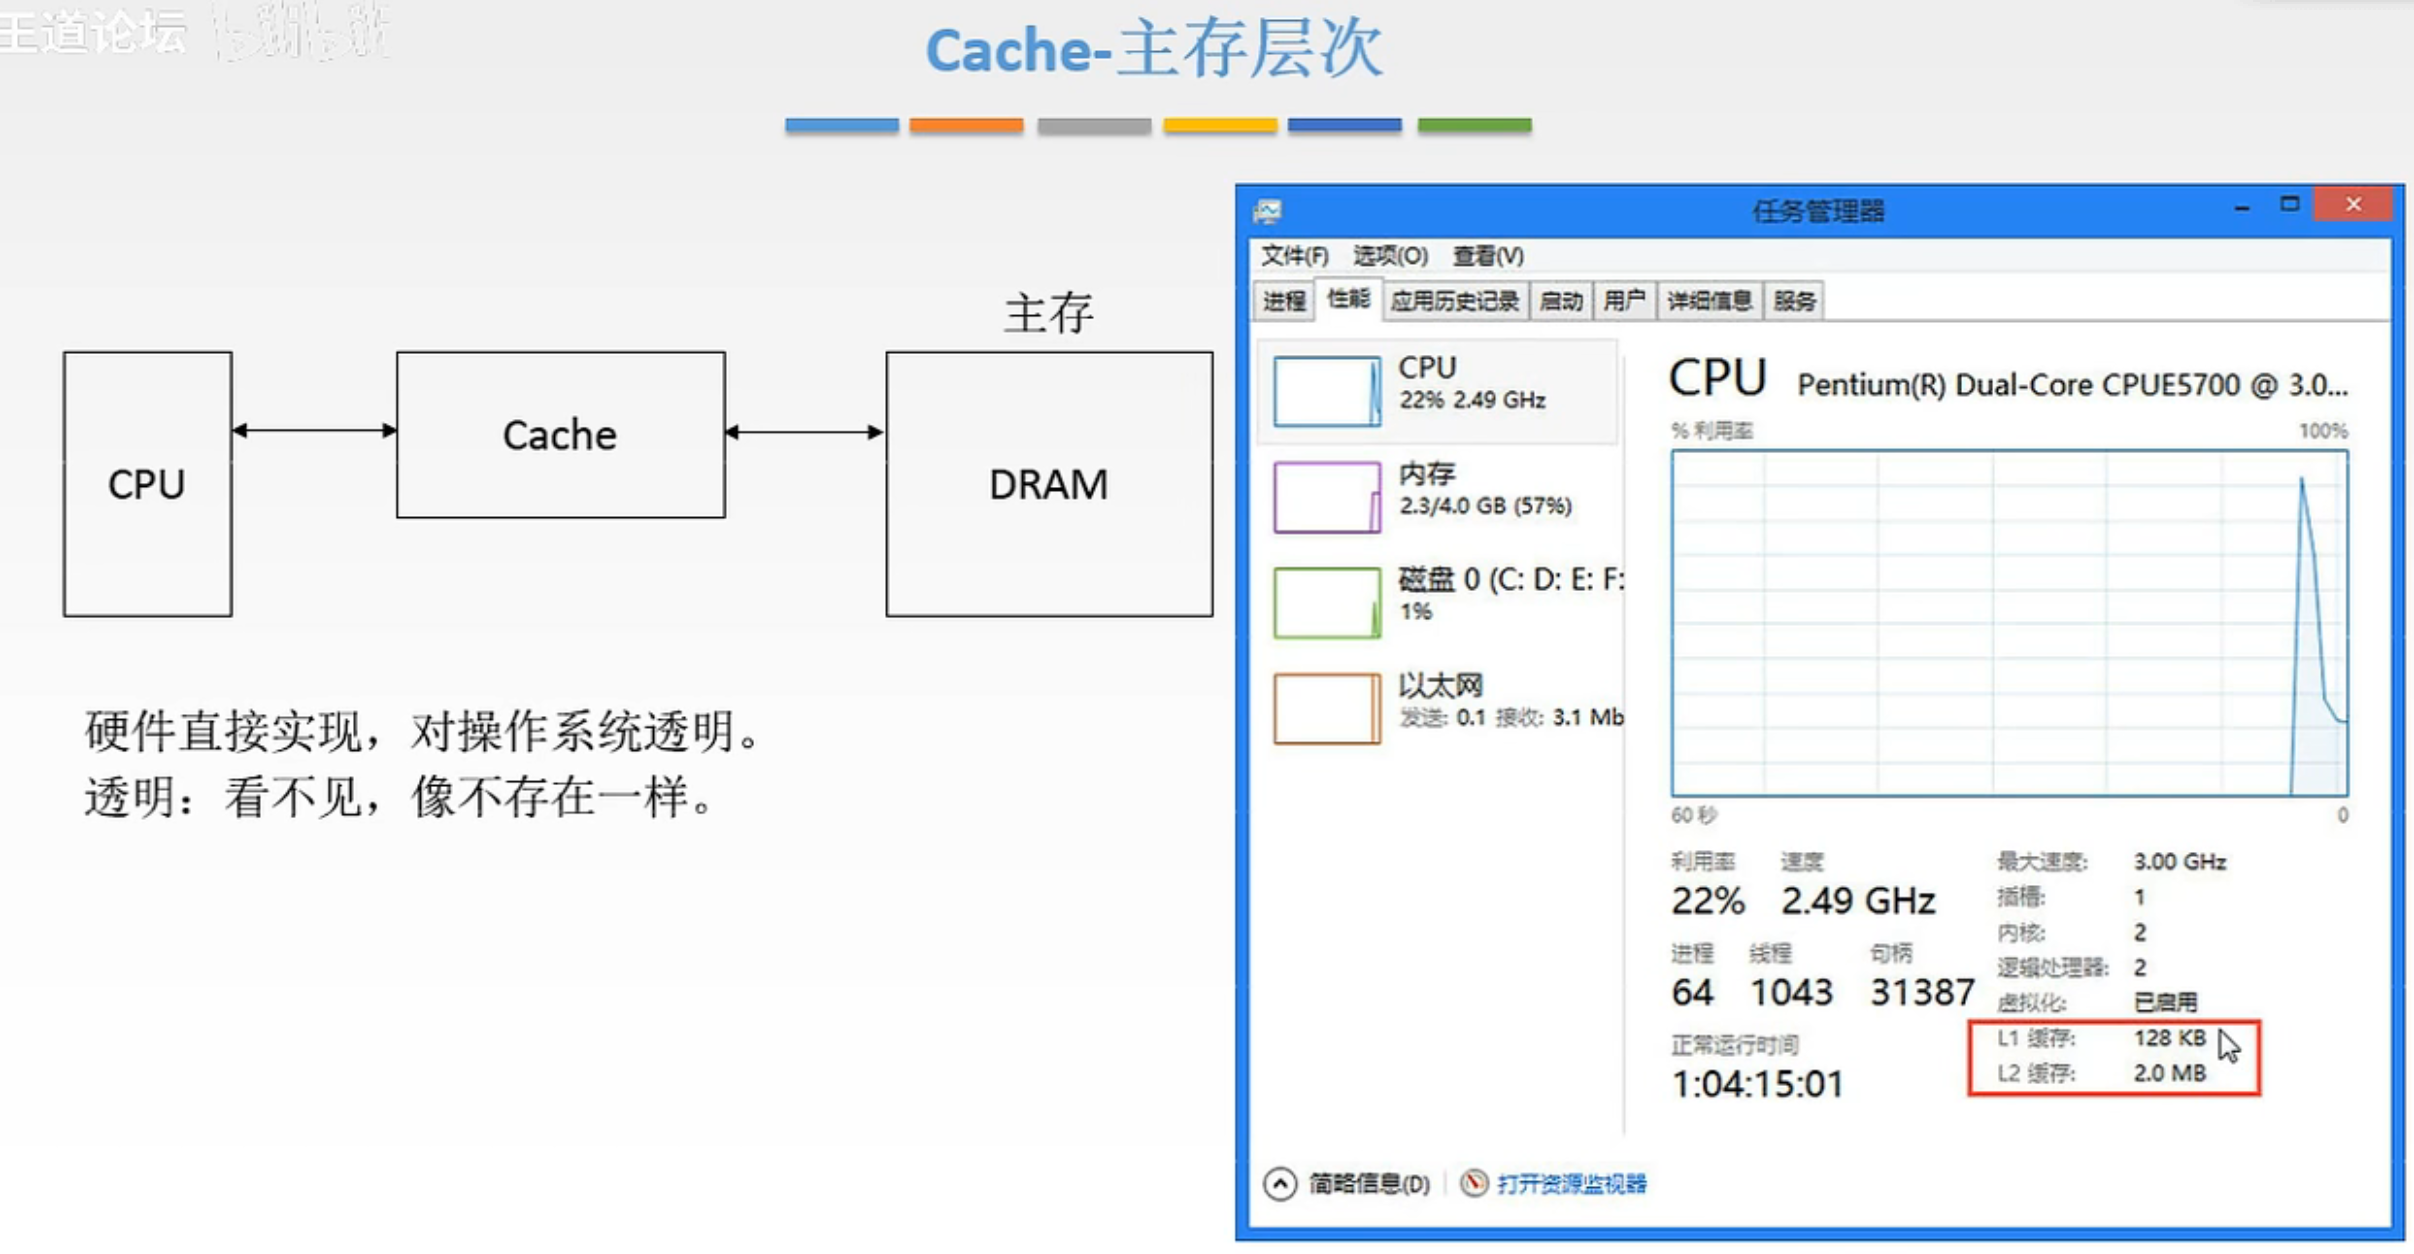 王道论坛 bilibili
Cache-主存层次
主存
CPU
Cache
DRAM
硬件直接实现，对操作系统透明。
透明：看不见，像不存在一样。
任务管理器
文件(F) 选项(O) 查看(V)
进程 性能 应用历史记录 启动 用户 详细信息 服务
CPU
22% 2.49 GHz
内存
2.3/4.0 GB (57%)
磁盘 0 (C: D: E: F:
1%
以太网
发送: 0.1 接收: 3.1 Mb
CPU Pentium(R) Dual-Core CPUE5700 @ 3.0...
% 利用率 100%
60 秒 0
利用率 速度
22% 2.49 GHz
进程 线程 句柄
64 1043 31387
正常运行时间
1:04:15:01
最大速度: 3.00 GHz
插槽: 1
内核: 2
逻辑处理器: 2
虚拟化: 已启用
L1 缓存: 128 KB
L2 缓存: 2.0 MB
简略信息(D) 打开资源监视器